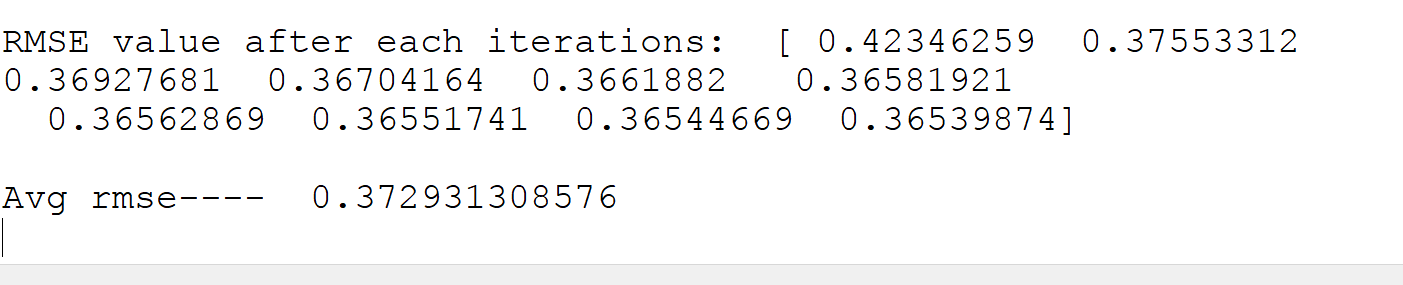 RMSE value after each iterations:  [ 0.42346259  0.37553312
0.36927681  0.36704164  0.3661882   0.36581921
  0.36562869  0.36551741  0.36544669  0.36539874]
Avg rmse----  0.372931308576